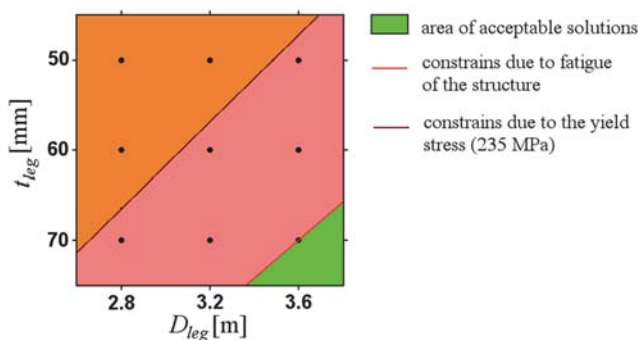 50
60
70
t_leg [mm]
2.8
3.2
3.6
D_leg [m]
area of acceptable solutions
constrains due to fatigue
of the structure
constrains due to the yield
stress (235 MPa)